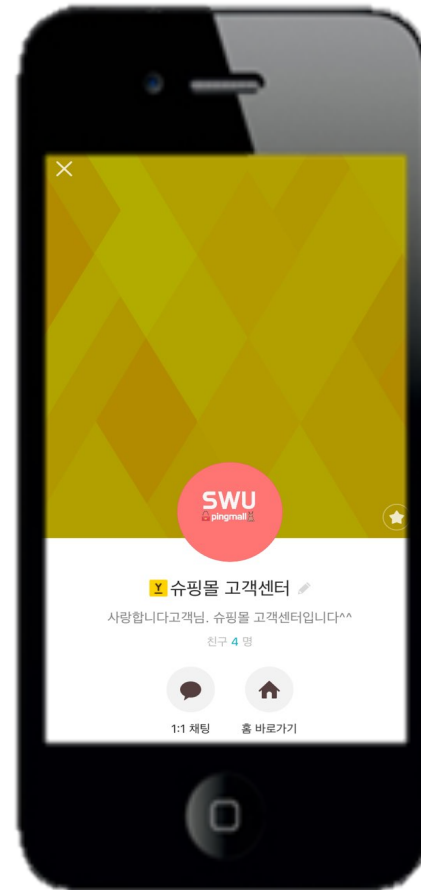 SWU
pingmall
Y 슈핑몰 고객센터
사랑합니다고객님. 슈핑몰 고객센터입니다^^
친구 4 명
1:1 채팅 홈 바로가기